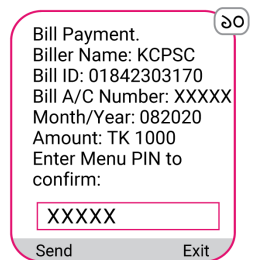 ১০
Bill Payment.
Biller Name: KCPSC
Bill ID: 01842303170
Bill A/C Number: XXXXX
Month/Year: 082020
Amount: TK 1000
Enter Menu PIN to
confirm:
XXXXX
Send Exit